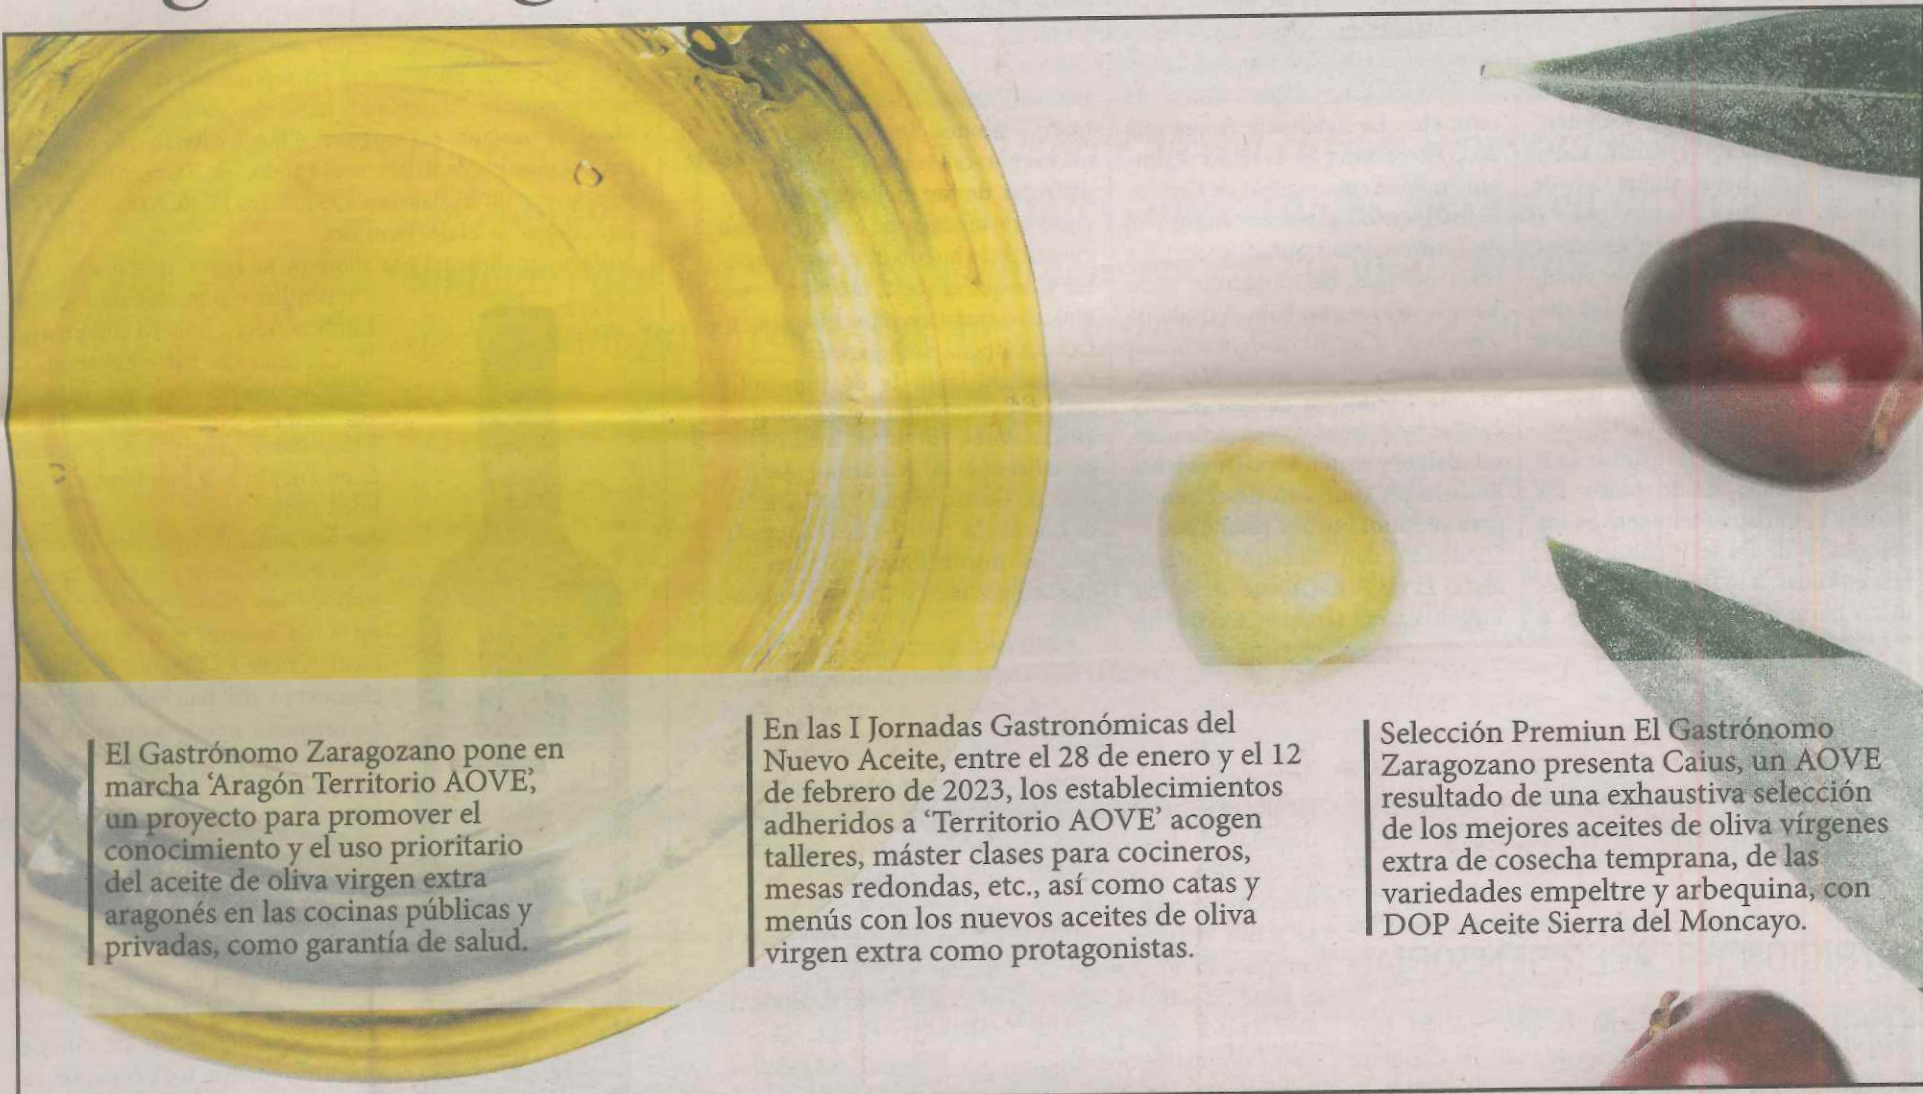 El Gastrónomo Zaragozano pone en
marcha ‘Aragón Territorio AOVE’,
un proyecto para promover el
conocimiento y el uso prioritario
del aceite de oliva virgen extra
aragonés en las cocinas públicas y
privadas, como garantía de salud.
En las I Jornadas Gastronómicas del
Nuevo Aceite, entre el 28 de enero y el 12
de febrero de 2023, los establecimientos
adheridos a ‘Territorio AOVE’ acogen
talleres, máster clases para cocineros,
mesas redondas, etc., así como catas y
menús con los nuevos aceites de oliva
virgen extra como protagonistas.
Selección Premiun El Gastrónomo
Zaragozano presenta Caius, un AOVE
resultado de una exhaustiva selección
de los mejores aceites de oliva vírgenes
extra de cosecha temprana, de las
variedades empeltre y arbequina, con
DOP Aceite Sierra del Moncayo.